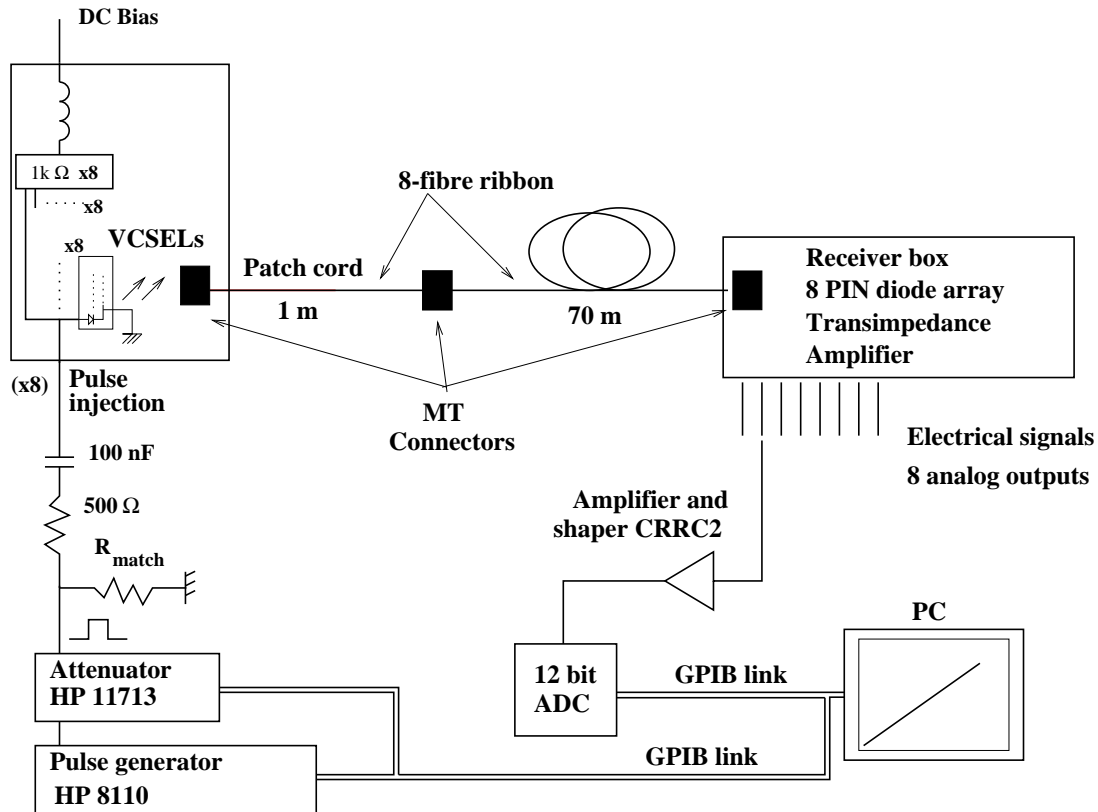 DC Bias
1k Ω x8
x8
x8
VCSELs
8-fibre ribbon
Patch cord
1 m
70 m
Receiver box
8 PIN diode array
Transimpedance
Amplifier
(x8)
Pulse
injection
MT
Connectors
Electrical signals
8 analog outputs
100 nF
500 Ω
Rmatch
Amplifier and
shaper CRRC2
PC
Attenuator
HP 11713
12 bit
ADC
GPIB link
GPIB link
Pulse generator
HP 8110